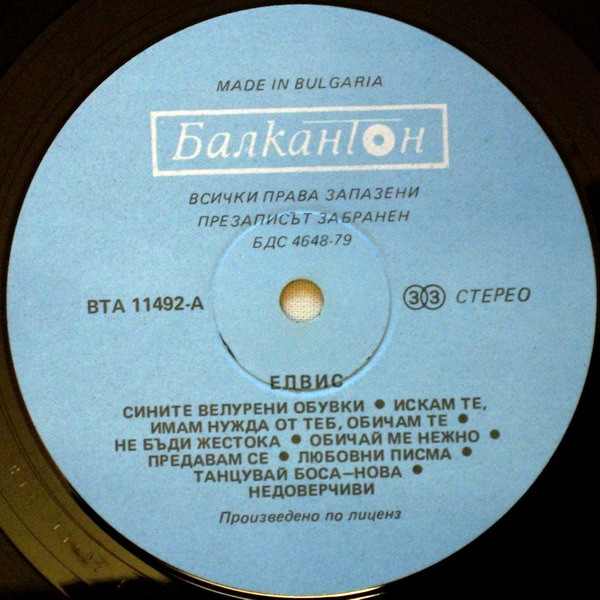 MADE IN BULGARIA
Балкантон
ВСИЧКИ ПРАВА ЗАПАЗЕНИ
ПРЕЗАПИСЪТ ЗАБРАНЕН
БДС 4648-79
ВТА 11492-А
33 СТЕРЕО
ЕЛВИС
СИНИТЕ ВЕЛУРЕНИ ОБУВКИ ● ИСКАМ ТЕ,
ИМАМ НУЖДА ОТ ТЕБ, ОБИЧАМ ТЕ ●
НЕ БЪДИ ЖЕСТОКА ● ОБИЧАЙ МЕ НЕЖНО ●
ПРЕДАВАМ СЕ ● ЛЮБОВНИ ПИСМА ●
ТАНЦУВАЙ БОСА—НОВА ●
НЕДОВЕРЧИВИ
Произведено по лиценз